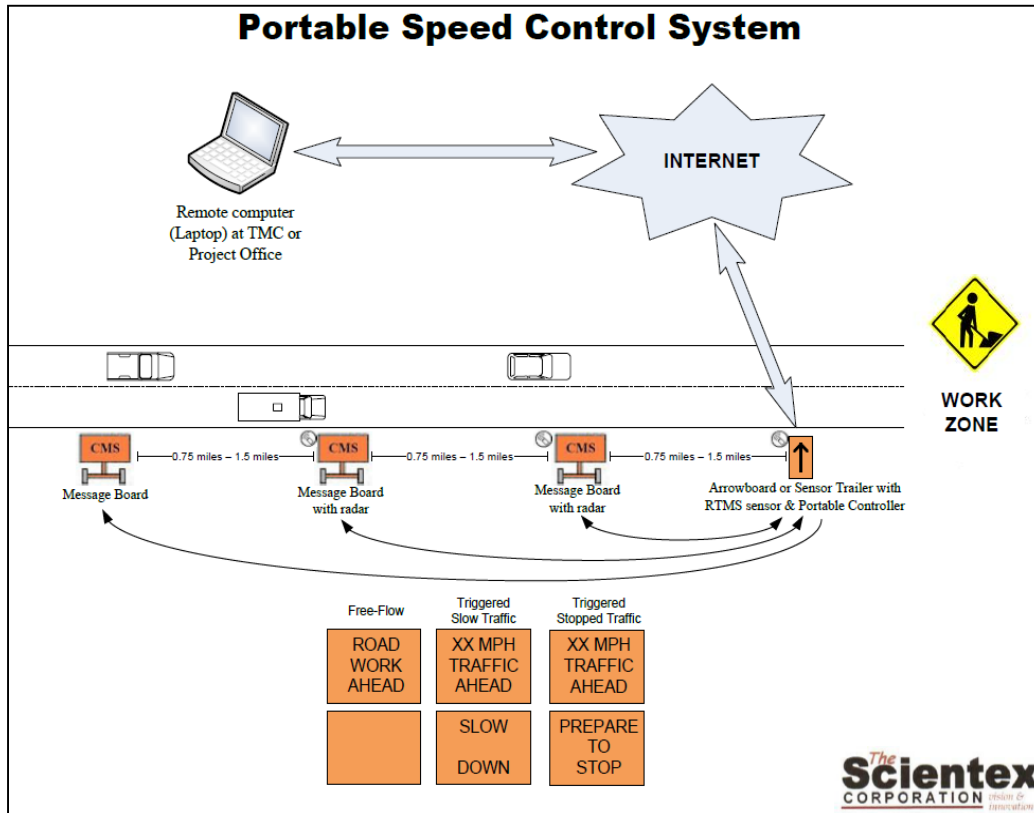 Portable Speed Control System
INTERNET
Remote computer
(Laptop) at TMC or
Project Office
WORK
ZONE
CMS
CMS
CMS
0.75 miles – 1.5 miles
0.75 miles – 1.5 miles
0.75 miles – 1.5 miles
Message Board
Message Board
with radar
Message Board
with radar
Arrowboard or Sensor Trailer with
RTMS sensor & Portable Controller
Free-Flow
Triggered
Slow Traffic
Triggered
Stopped Traffic
ROAD
WORK
AHEAD
XX MPH
TRAFFIC
AHEAD
XX MPH
TRAFFIC
AHEAD
SLOW
DOWN
PREPARE
TO
STOP
The
Scientex
CORPORATION
vision &
innovation